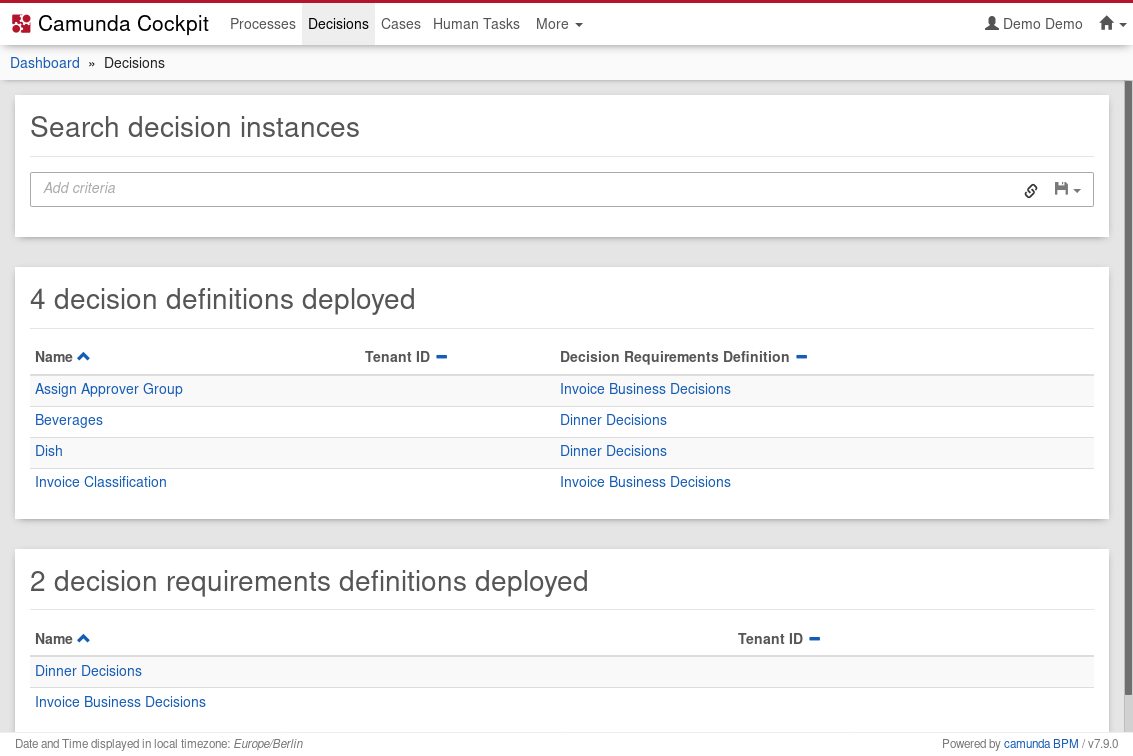 Camunda Cockpit Processes Decisions Cases Human Tasks More Demo Demo
Dashboard » Decisions
Search decision instances
Add criteria
4 decision definitions deployed
Name Tenant ID Decision Requirements Definition
Assign Approver Group Invoice Business Decisions
Beverages Dinner Decisions
Dish Dinner Decisions
Invoice Classification Invoice Business Decisions
2 decision requirements definitions deployed
Name Tenant ID
Dinner Decisions
Invoice Business Decisions
Date and Time displayed in local timezone: Europe/Berlin Powered by camunda BPM / v7.9.0